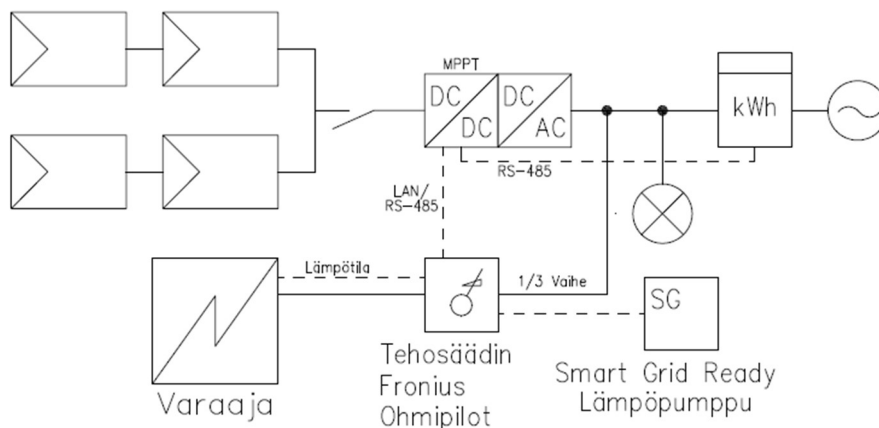 MPPT
DC
DC
DC
AC
kWh
RS-485
LAN/
RS-485
Lämpötila
1/3 Vaihe
SG
Varaaja
Tehosäädin
Fronius
Ohmipilot
Smart Grid Ready
Lämpöpumppu